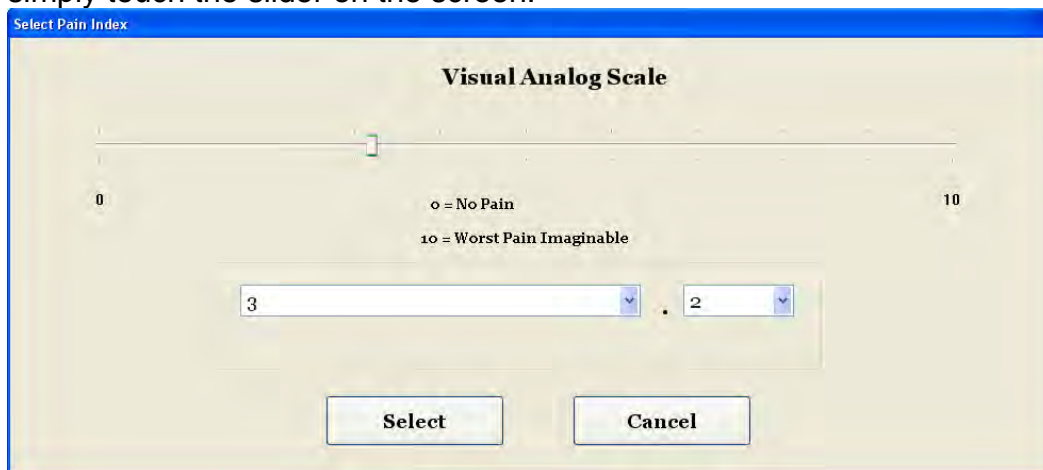 simply touch the slider on the screen.
Select Pain Index
Visual Analog Scale
0 10
0 = No Pain
10 = Worst Pain Imaginable
3 . 2
Select Cancel